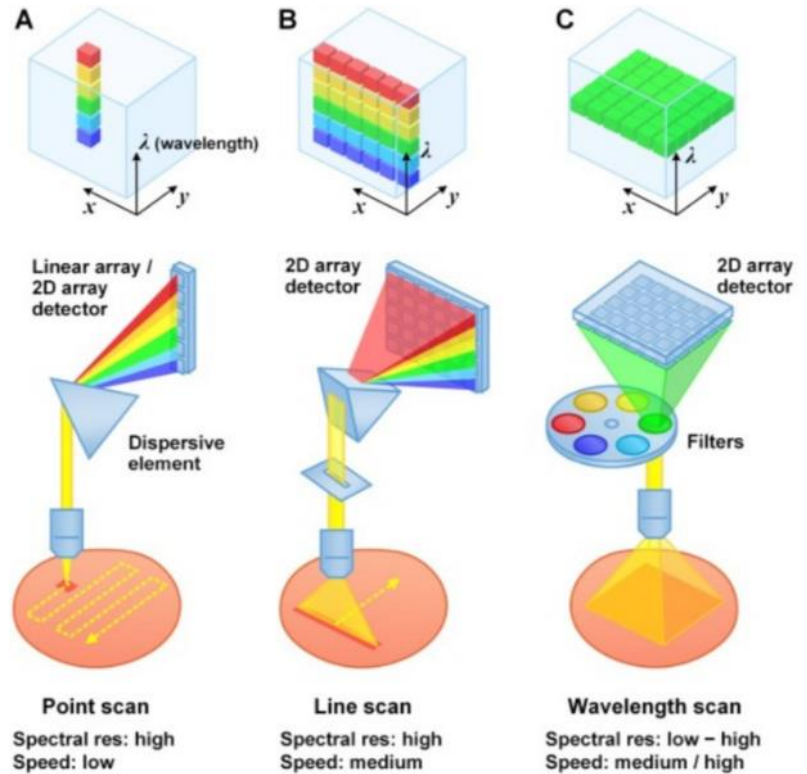 A
B
C
λ (wavelength)
x
y
λ
x
y
λ
x
y
Linear array /
2D array
detector
Dispersive
element
2D array
detector
2D array
detector
Filters
Point scan
Spectral res: high
Speed: low
Line scan
Spectral res: high
Speed: medium
Wavelength scan
Spectral res: low – high
Speed: medium / high